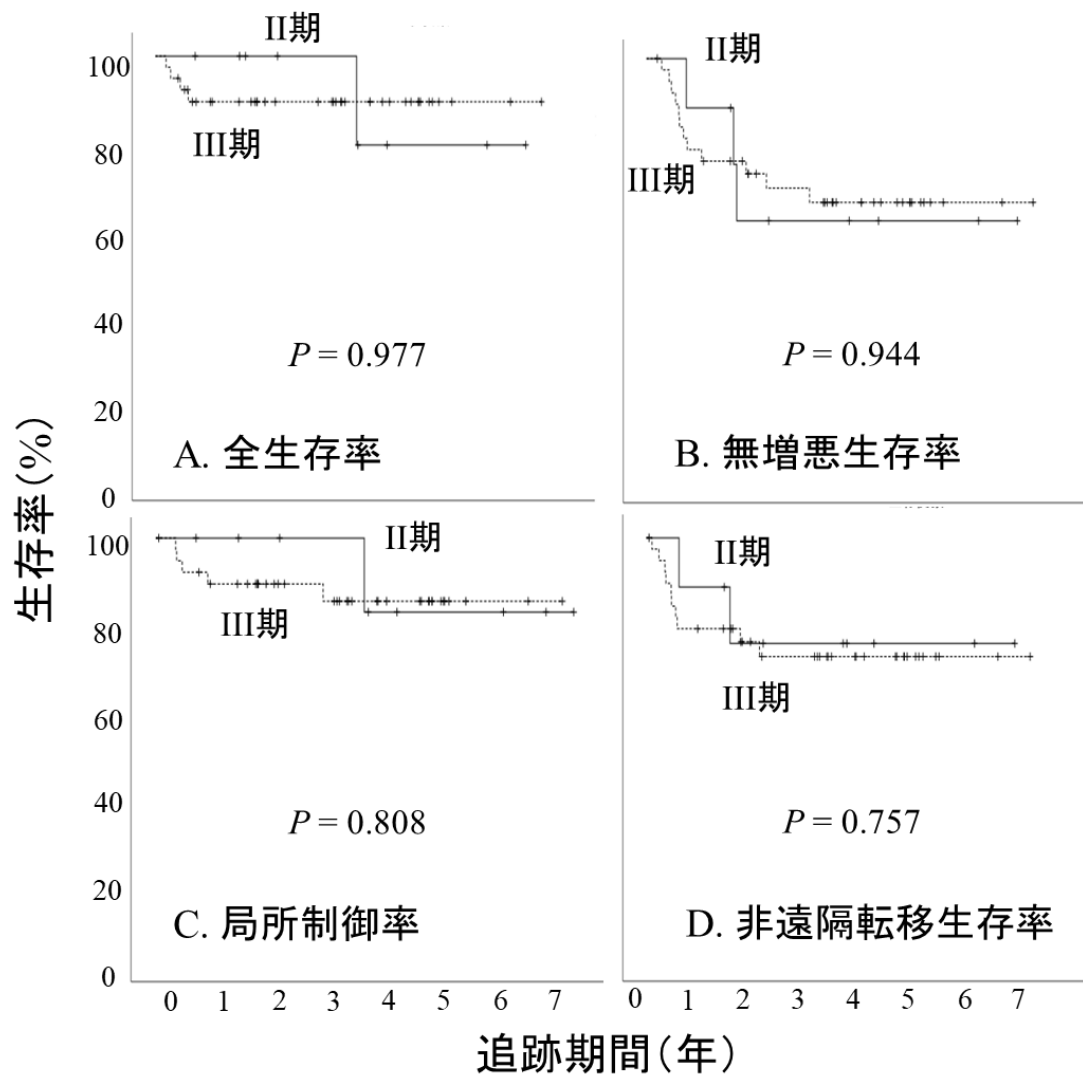 生存率(%)
100
80
60
40
20
0
II期
III期
P = 0.977
A. 全生存率
II期
III期
P = 0.944
B. 無増悪生存率
100
80
60
40
20
0
II期
III期
P = 0.808
C. 局所制御率
II期
III期
P = 0.757
D. 非遠隔転移生存率
0 1 2 3 4 5 6 7
0 1 2 3 4 5 6 7
追跡期間(年)